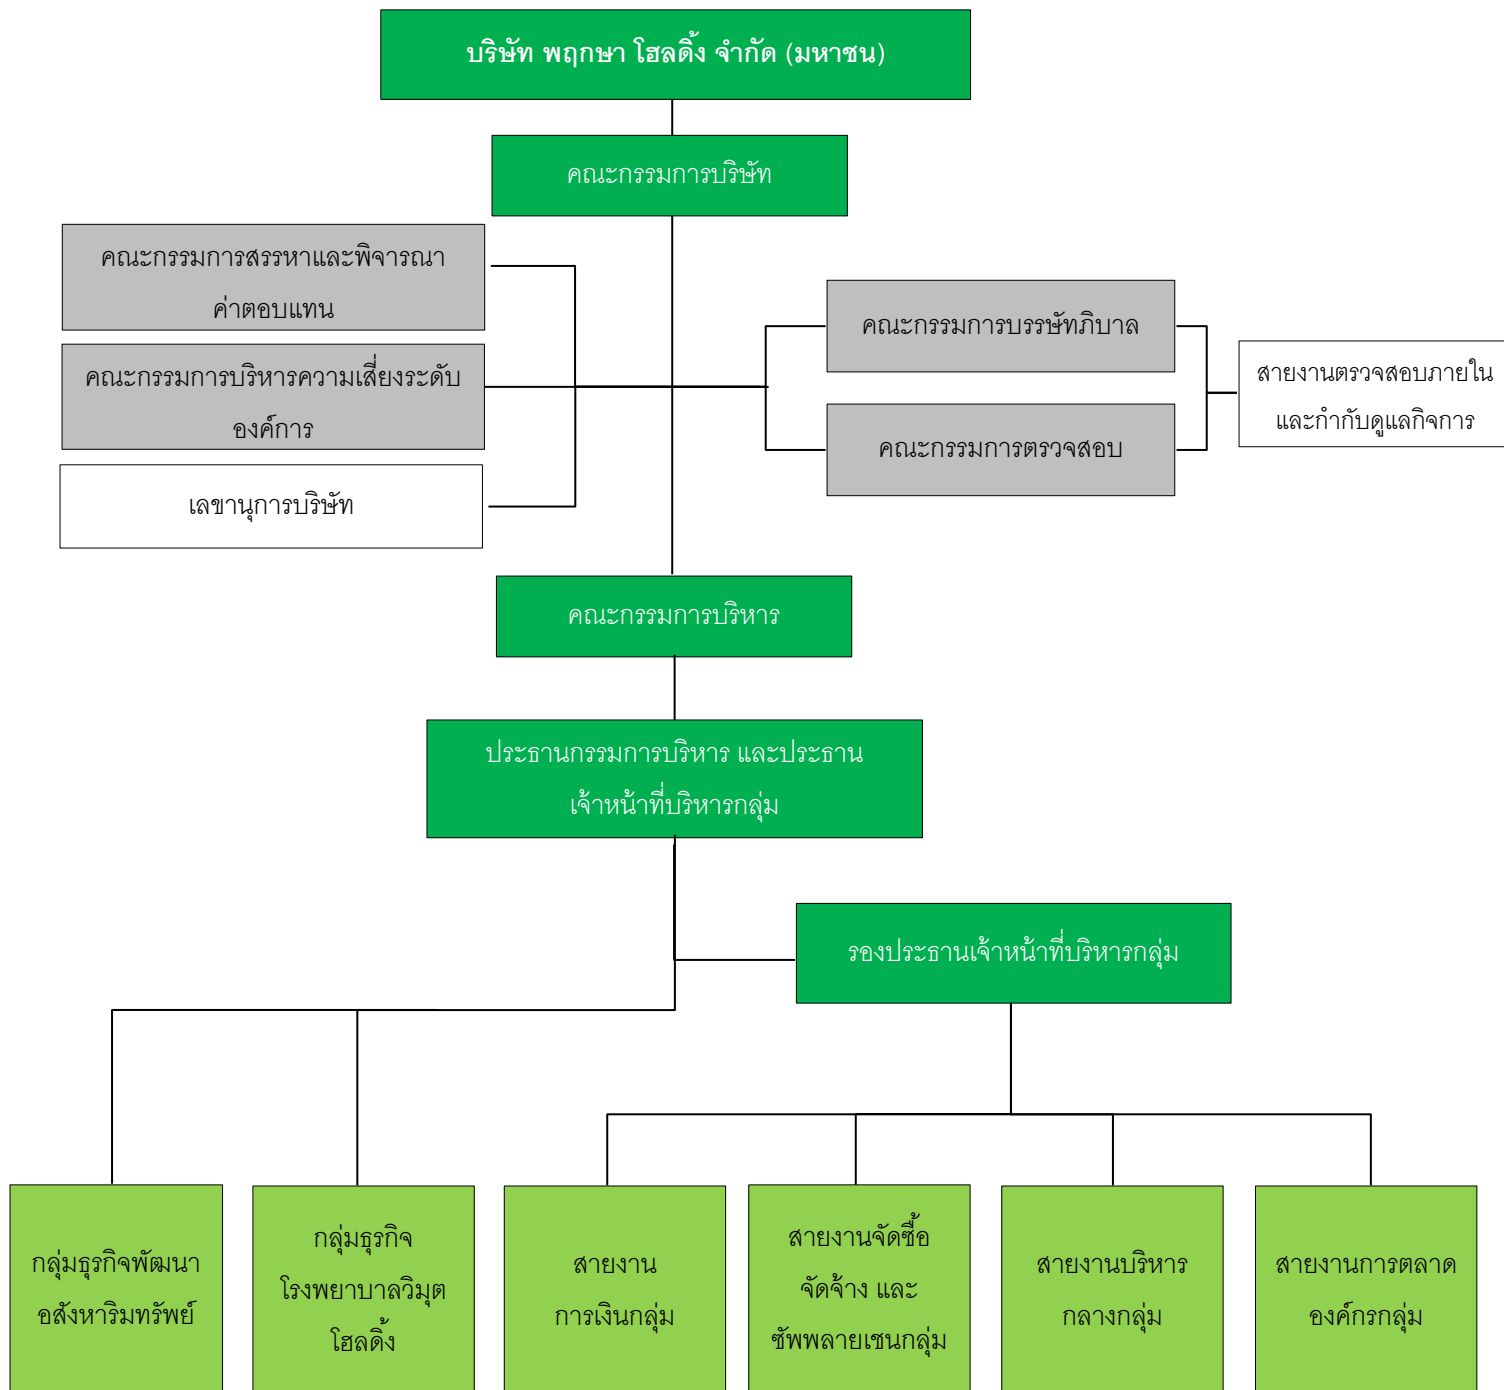 บริษัท พฤกษา โฮลดิ้ง จำกัด (มหาชน)
คณะกรรมการบริษัท
คณะกรรมการสรรหาและพิจารณา
ค่าตอบแทน
คณะกรรมการบริหารความเสี่ยงระดับ
องค์การ
เลขานุการบริษัท
คณะกรรมการบรรษัทภิบาล
คณะกรรมการตรวจสอบ
สายงานตรวจสอบภายใน
และกำกับดูแลกิจการ
คณะกรรมการบริหาร
ประธานกรรมการบริหาร และประธาน
เจ้าหน้าที่บริหารกลุ่ม
รองประธานเจ้าหน้าที่บริหารกลุ่ม
กลุ่มธุรกิจพัฒนา
อสังหาริมทรัพย์
กลุ่มธุรกิจ
โรงพยาบาลวิมุต
โฮลดิ้ง
สายงาน
การเงินกลุ่ม
สายงานจัดซื้อ
จัดจ้าง และ
ซัพพลายเชนกลุ่ม
สายงานบริหาร
กลางกลุ่ม
สายงานการตลาด
องค์กรกลุ่ม